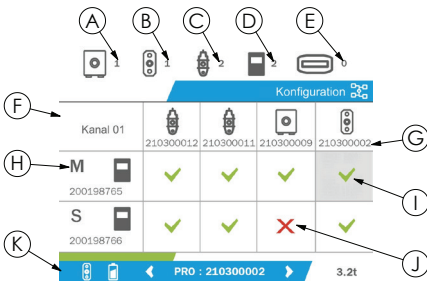 A B C D E
1 1 2 2 0
Konfiguration
F Kanal 01
210300012 210300011 210300009 210300002 G
H M
200198765
I
S
200198766
J
K PRO : 210300002 3.2t